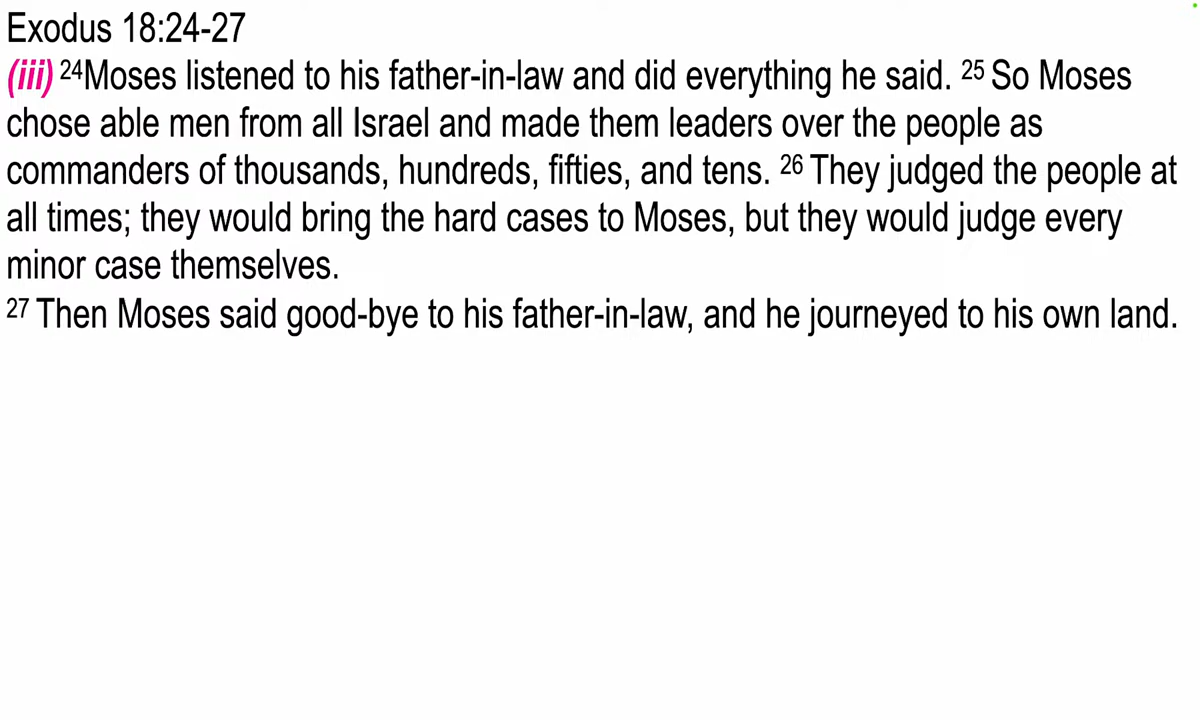 Exodus 18:24-27
(iii) 24Moses listened to his father-in-law and did everything he said. 25 So Moses
chose able men from all Israel and made them leaders over the people as
commanders of thousands, hundreds, fifties, and tens. 26 They judged the people at
all times; they would bring the hard cases to Moses, but they would judge every
minor case themselves.
27 Then Moses said good-bye to his father-in-law, and he journeyed to his own land.